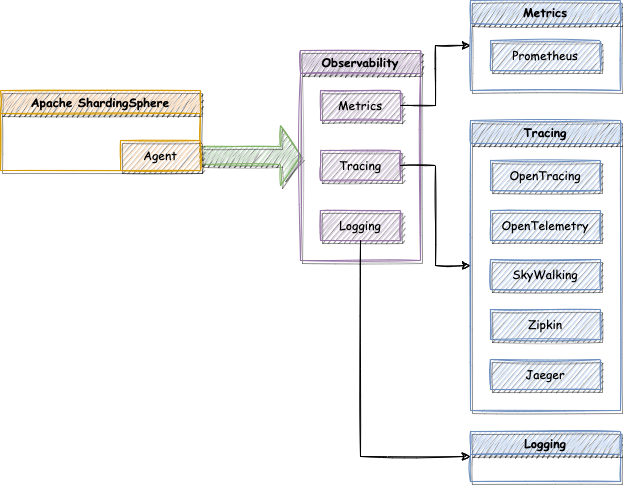 Apache ShardingSphere
Agent
Observability
Metrics
Tracing
Logging
Metrics
Prometheus
Tracing
OpenTracing
OpenTelemetry
SkyWalking
Zipkin
Jaeger
Logging